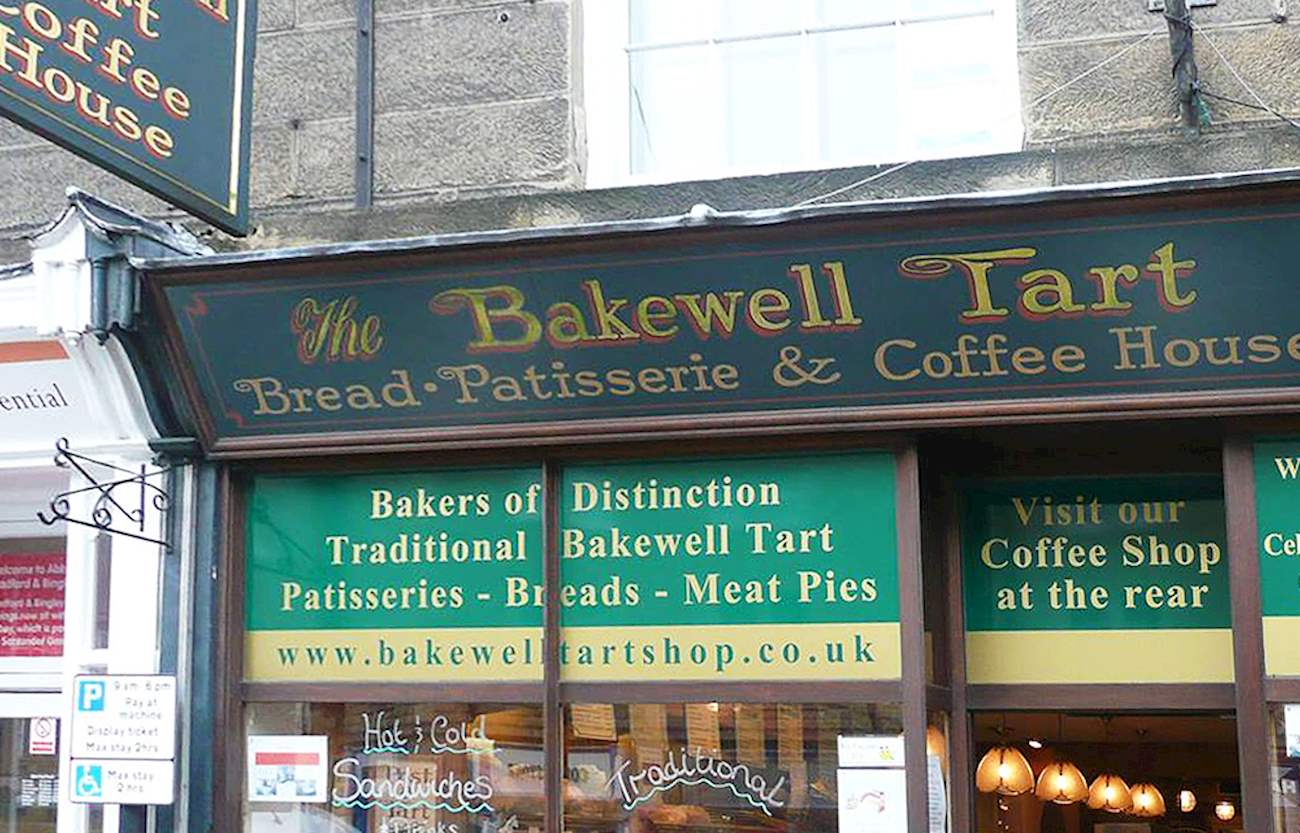 Coffee
House
The Bakewell Tart
Bread · Patisserie & Coffee House
Bakers of Distinction
Traditional Bakewell Tart
Patisseries - Breads - Meat Pies
www.bakewelltartshop.co.uk
Visit our
Coffee Shop
at the rear
P 9am-6pm
Pay at
machine
Display ticket
Max stay 2hrs
Max stay
2 hrs
Hot & Cold
Sandwiches
Traditional